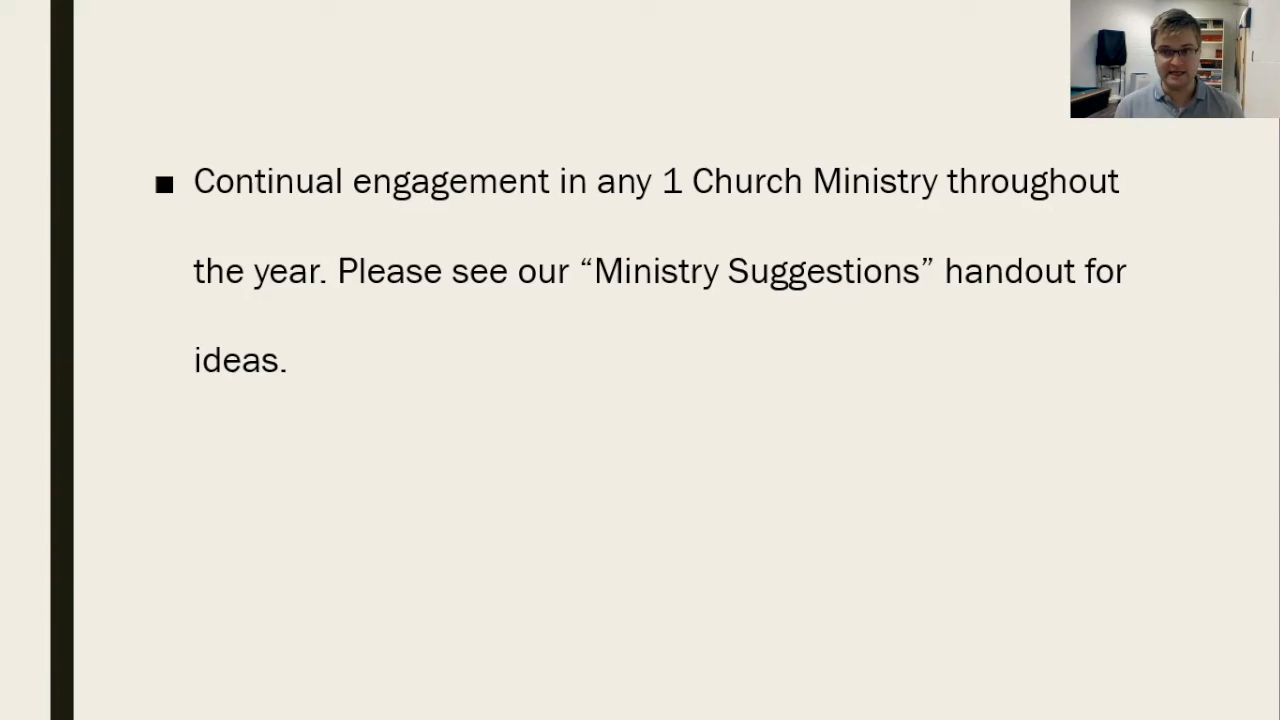 ■ Continual engagement in any 1 Church Ministry throughout
the year. Please see our “Ministry Suggestions” handout for
ideas.